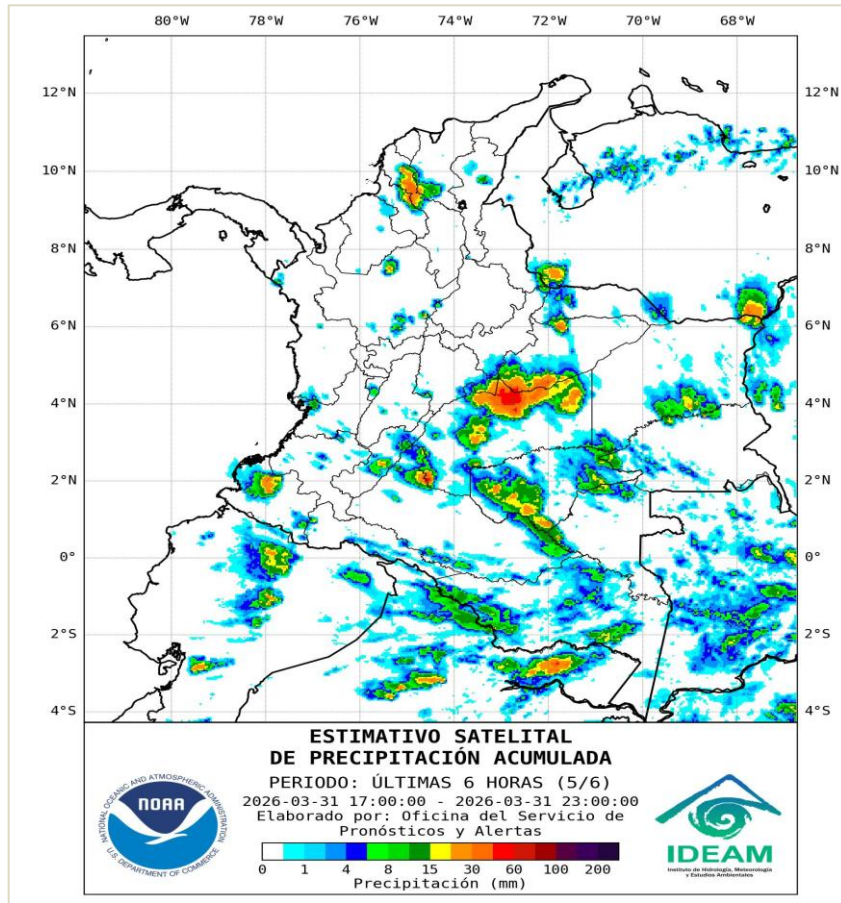 80°W 78°W 76°W 74°W 72°W 70°W 68°W
12°N 12°N
10°N 10°N
8°N 8°N
6°N 6°N
4°N 4°N
2°N 2°N
0° 0°
2°S 2°S
4°S 4°S
ESTIMATIVO SATELITAL
DE PRECIPITACIÓN ACUMULADA
PERIODO: ÚLTIMAS 6 HORAS (5/6)
2026-03-31 17:00:00 - 2026-03-31 23:00:00
Elaborado por: Oficina del Servicio de
Pronósticos y Alertas
0 1 4 8 15 30 60 100 200
Precipitación (mm)
NATIONAL OCEANIC AND ATMOSPHERIC ADMINISTRATION
NOAA
U.S. DEPARTMENT OF COMMERCE
IDEAM
Instituto de Hidrología, Meteorología
y Estudios Ambientales